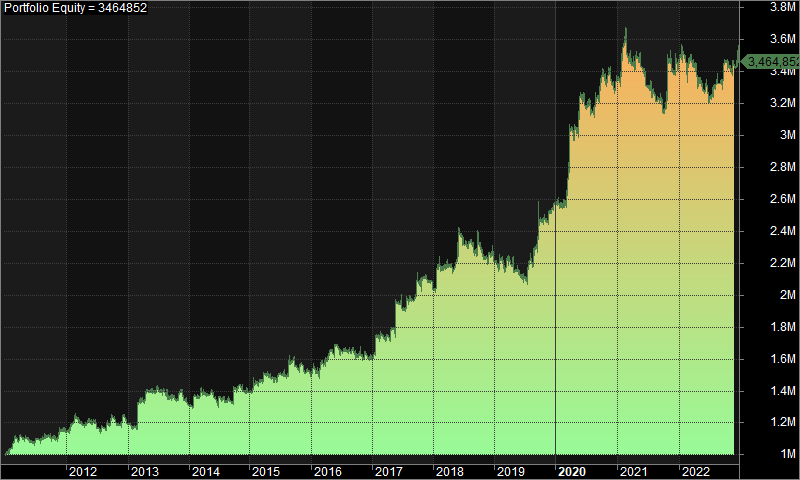 Portfolio Equity = 3464852
3.8M
3.6M
3,464,852
3.4M
3.2M
3M
2.8M
2.6M
2.4M
2.2M
2M
1.8M
1.6M
1.4M
1.2M
1M
2012 2013 2014 2015 2016 2017 2018 2019 2020 2021 2022